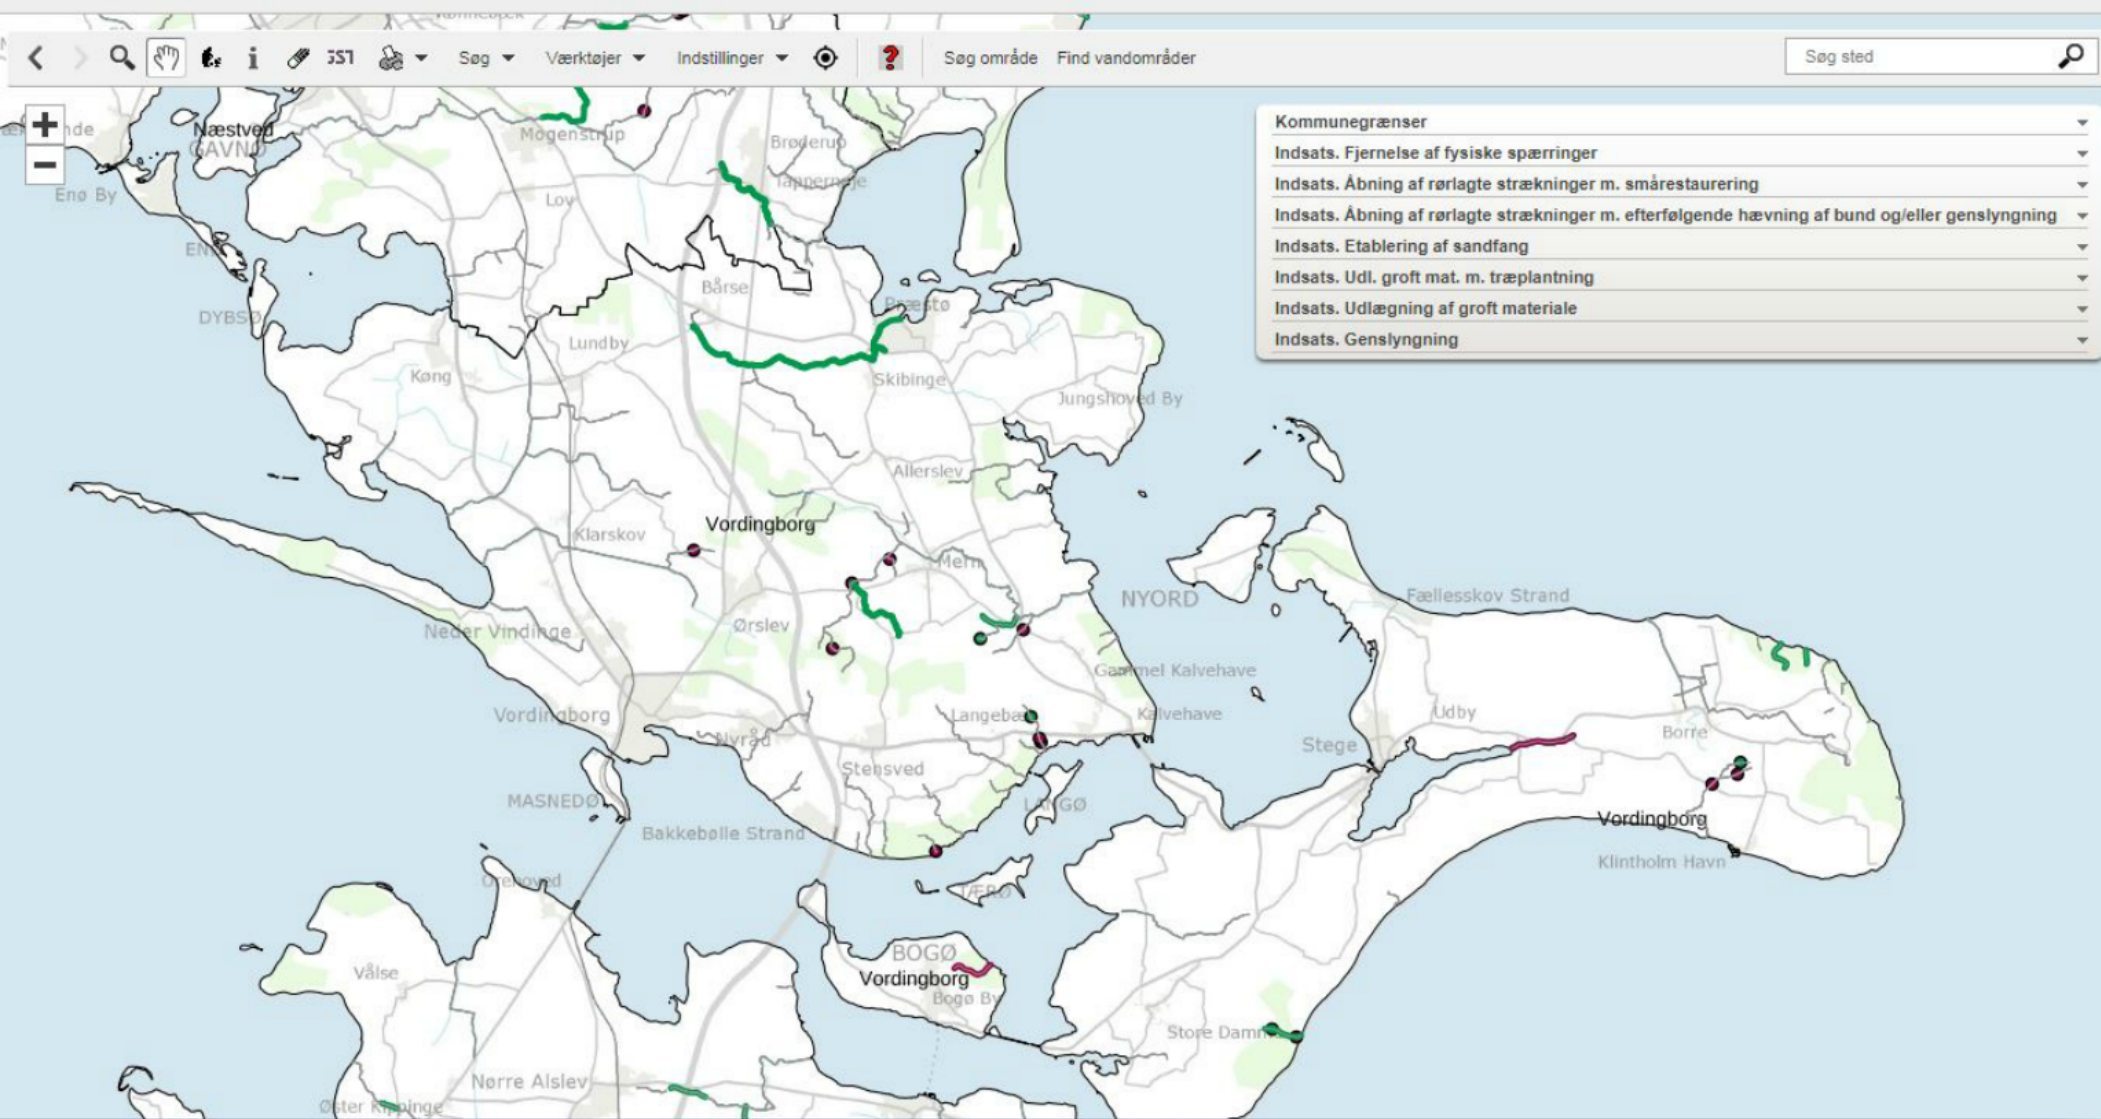 Søg
Værktøjer
Indstillinger
?
Søg område
Find vandområder
Søg sted
+
−
Kommunegrænser
Indsats. Fjernelse af fysiske spærringer
Indsats. Åbning af rørlagte strækninger m. smårestaurering
Indsats. Åbning af rørlagte strækninger m. efterfølgende hævning af bund og/eller genslyngning
Indsats. Etablering af sandfang
Indsats. Udl. groft mat. m. træplantning
Indsats. Udlægning af groft materiale
Indsats. Genslyngning
Næstved
GAVNØ
Mogenstrup
Brøderup
Tappernøje
Enø By
Lov
Bårse
Præstø
DYBSØ
Lundby
Køng
Skibinge
Jungshoved By
Allerslev
Vordingborg
Klarskov
Mern
NYORD
Fællesskov Strand
Ørslev
Neder Vindinge
Gammel Kalvehave
Vordingborg
Kalvehave
Udby
Nyråd
Stege
Borre
Stensved
MASNEDØ
LANGØ
Bakkebølle Strand
Vordingborg
Klintholm Havn
Orehoved
TÆRØ
BOGØ
Vålse
Vordingborg
Bogø By
Nørre Alslev